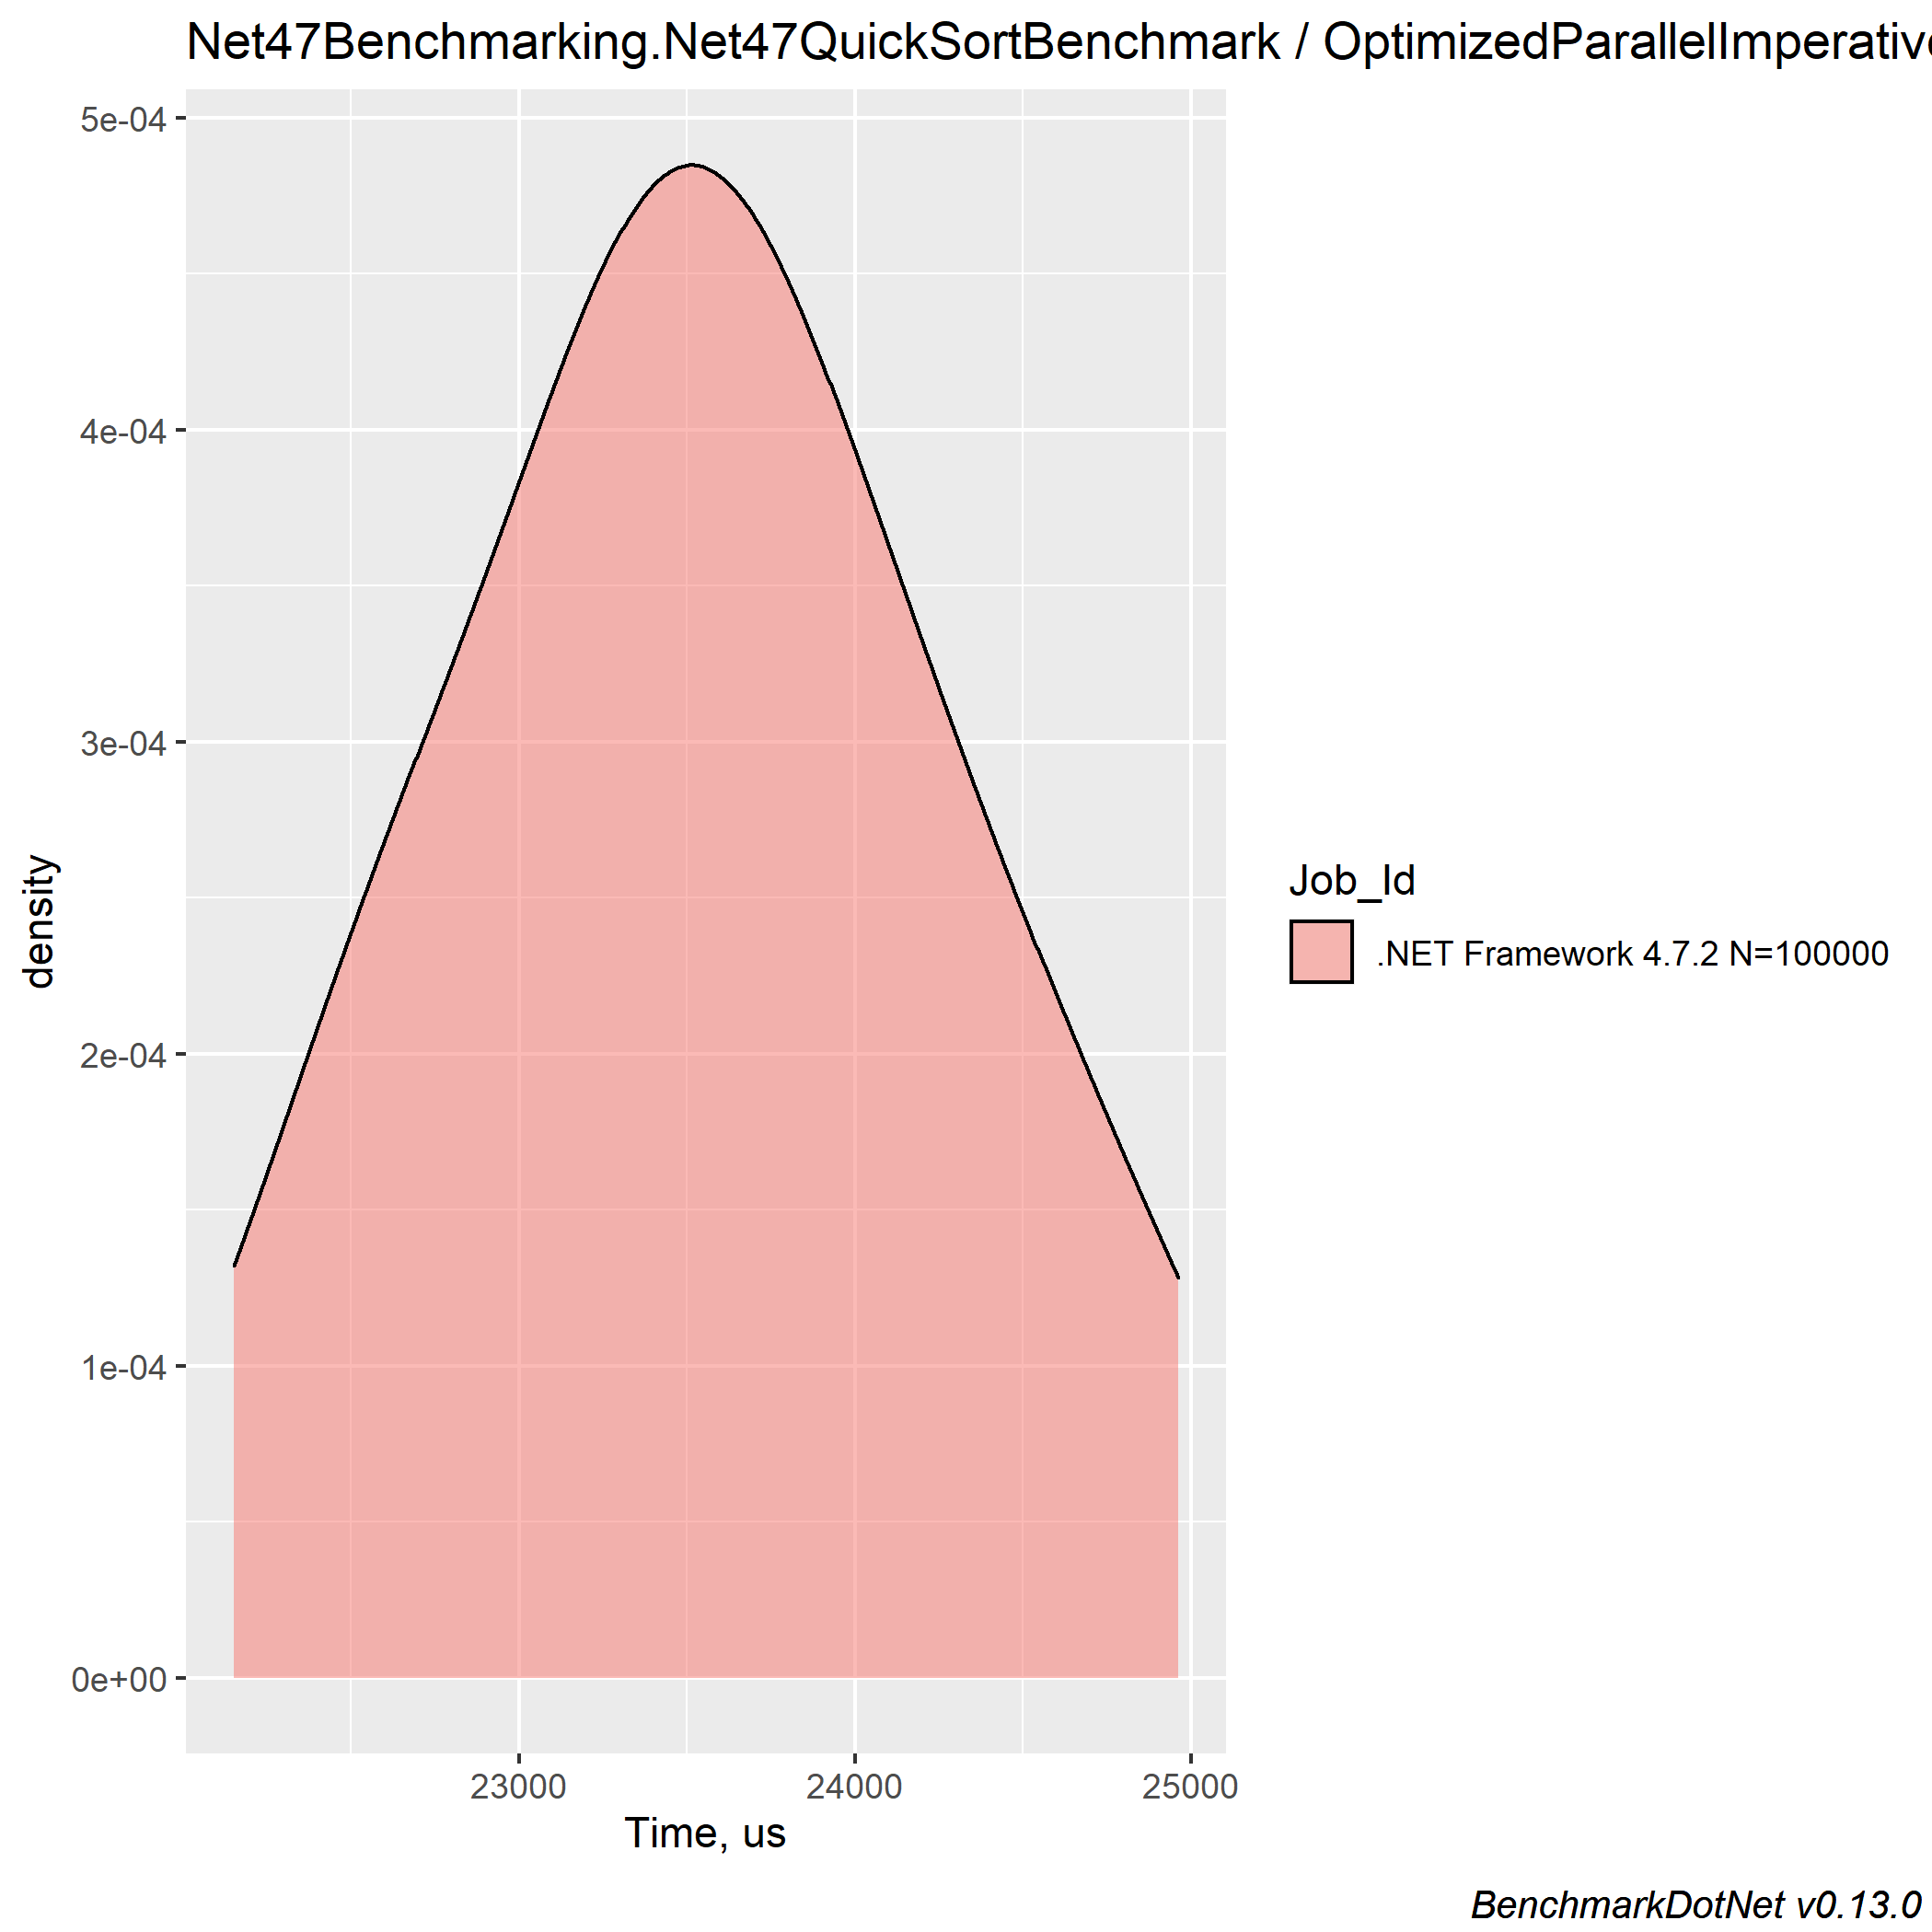 Net47Benchmarking.Net47QuickSortBenchmark / OptimizedParallelImperative
5e-04
4e-04
3e-04
2e-04
1e-04
0e+00
density
23000 24000 25000
Time, us
Job_Id
.NET Framework 4.7.2 N=100000
BenchmarkDotNet v0.13.0